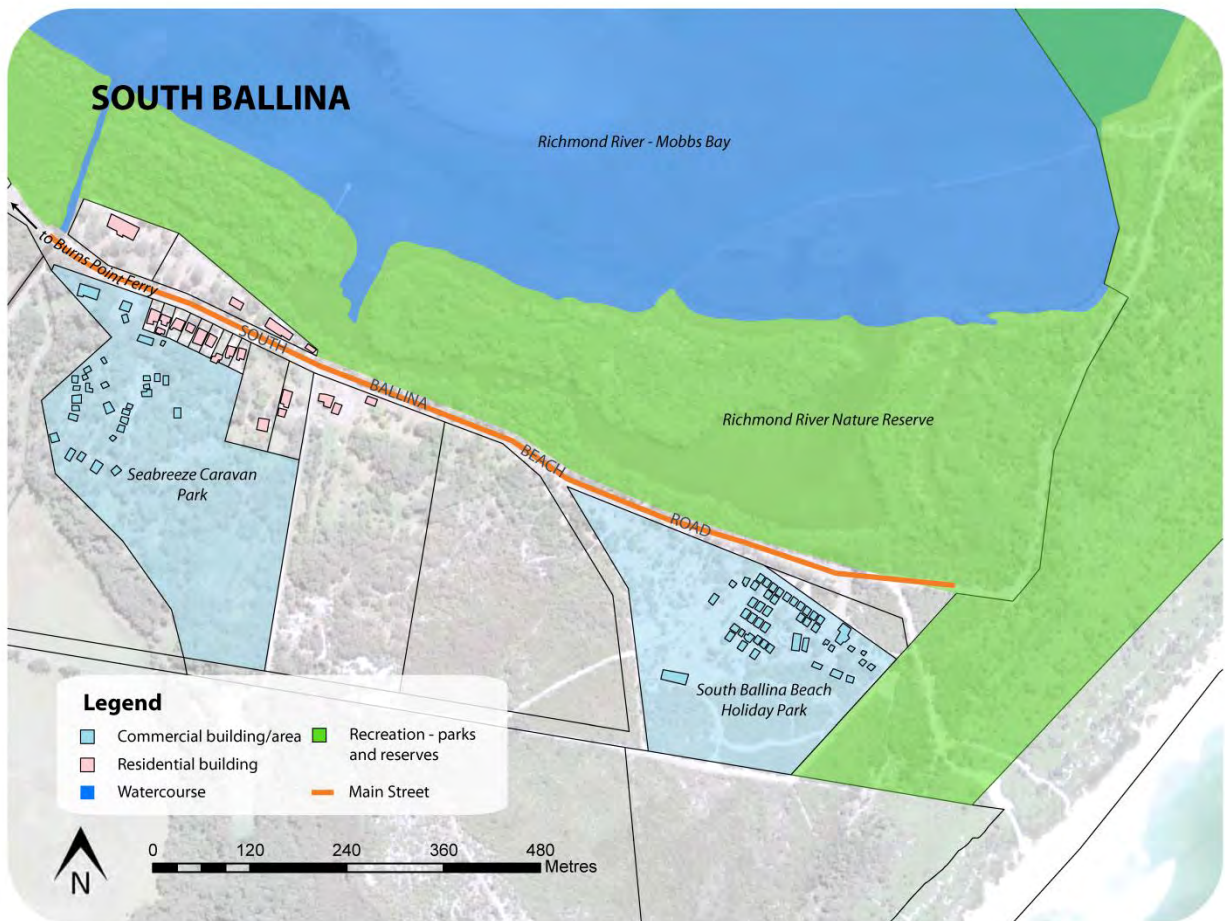 SOUTH BALLINA
Richmond River - Mobbs Bay
to Burns Point Ferry
SOUTH
BALLINA
BEACH
ROAD
Richmond River Nature Reserve
Seabreeze Caravan
Park
South Ballina Beach
Holiday Park
Legend
Commercial building/area
Residential building
Watercourse
Recreation - parks
and reserves
Main Street
N
0 120 240 360 480
Metres